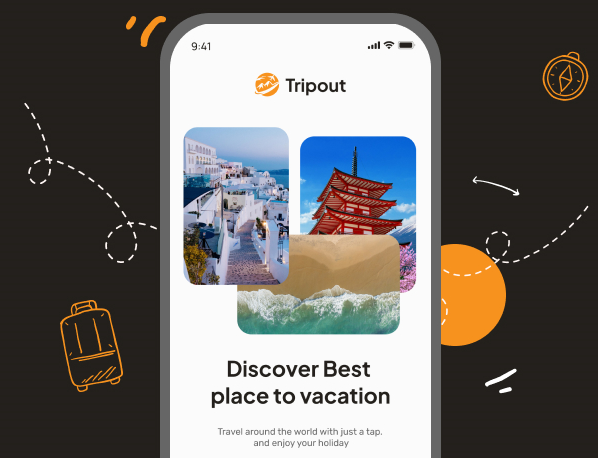 9:41
Tripout
Discover Best
place to vacation
Travel around the world with just a tap.
and enjoy your holiday